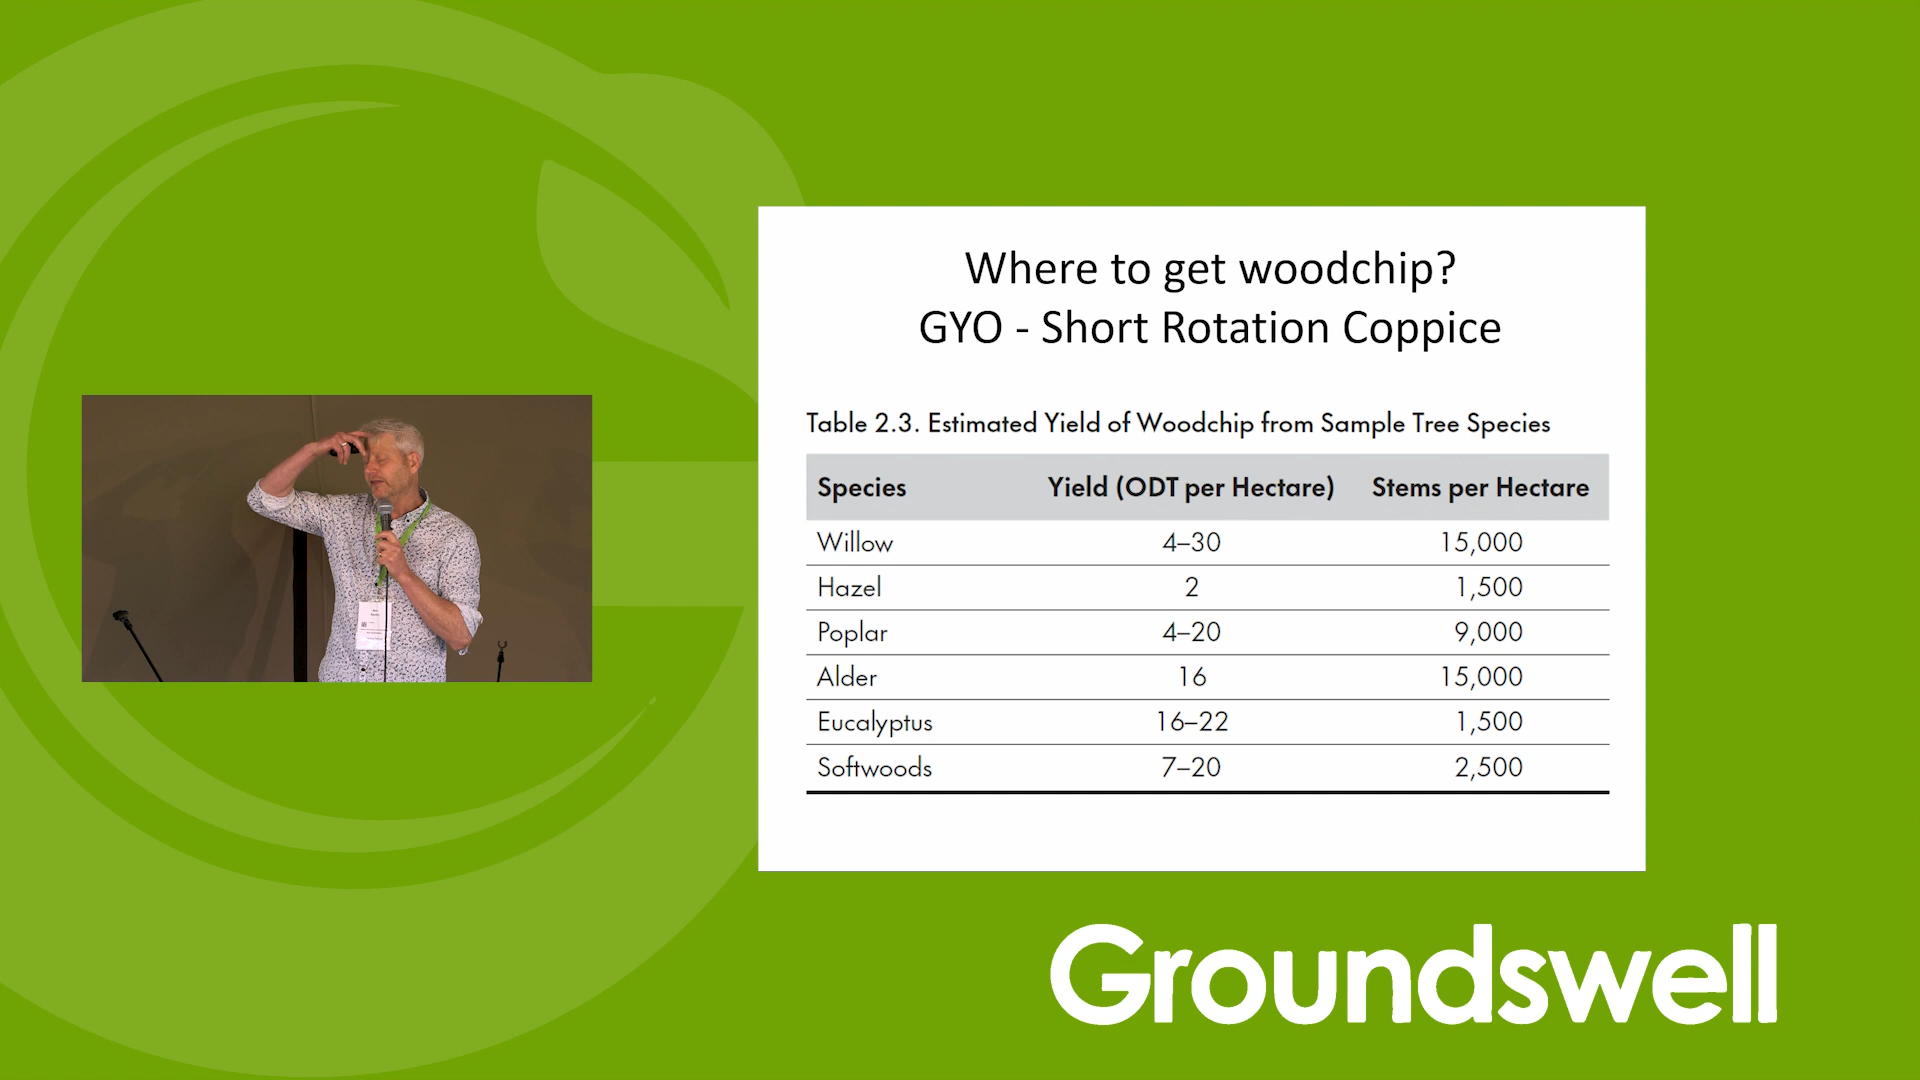 Where to get woodchip?
GYO - Short Rotation Coppice
Table 2.3. Estimated Yield of Woodchip from Sample Tree Species
Species Yield (ODT per Hectare) Stems per Hectare
Willow 4–30 15,000
Hazel 2 1,500
Poplar 4–20 9,000
Alder 16 15,000
Eucalyptus 16–22 1,500
Softwoods 7–20 2,500
Groundswell